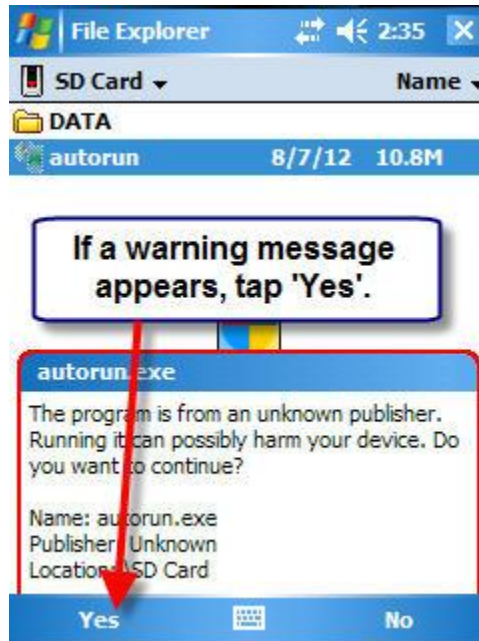 File Explorer 2:35
SD Card Name
DATA
autorun 8/7/12 10.8M
If a warning message
appears, tap 'Yes'.
autorun.exe
The program is from an unknown publisher.
Running it can possibly harm your device. Do
you want to continue?
Name: autorun.exe
Publisher: Unknown
Location: \SD Card
Yes No